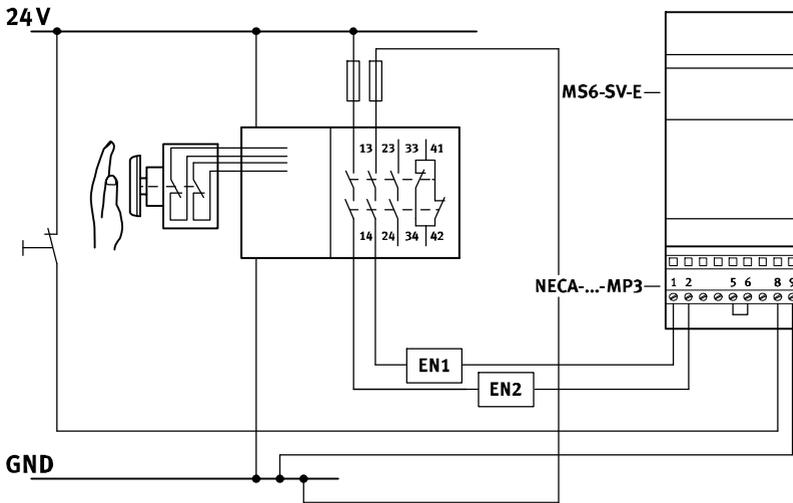 24V
MS6-SV-E
13 23 33 41
14 24 34 42
NECA-...-MP3
1 2 5 6 8 9
EN1
EN2
GND